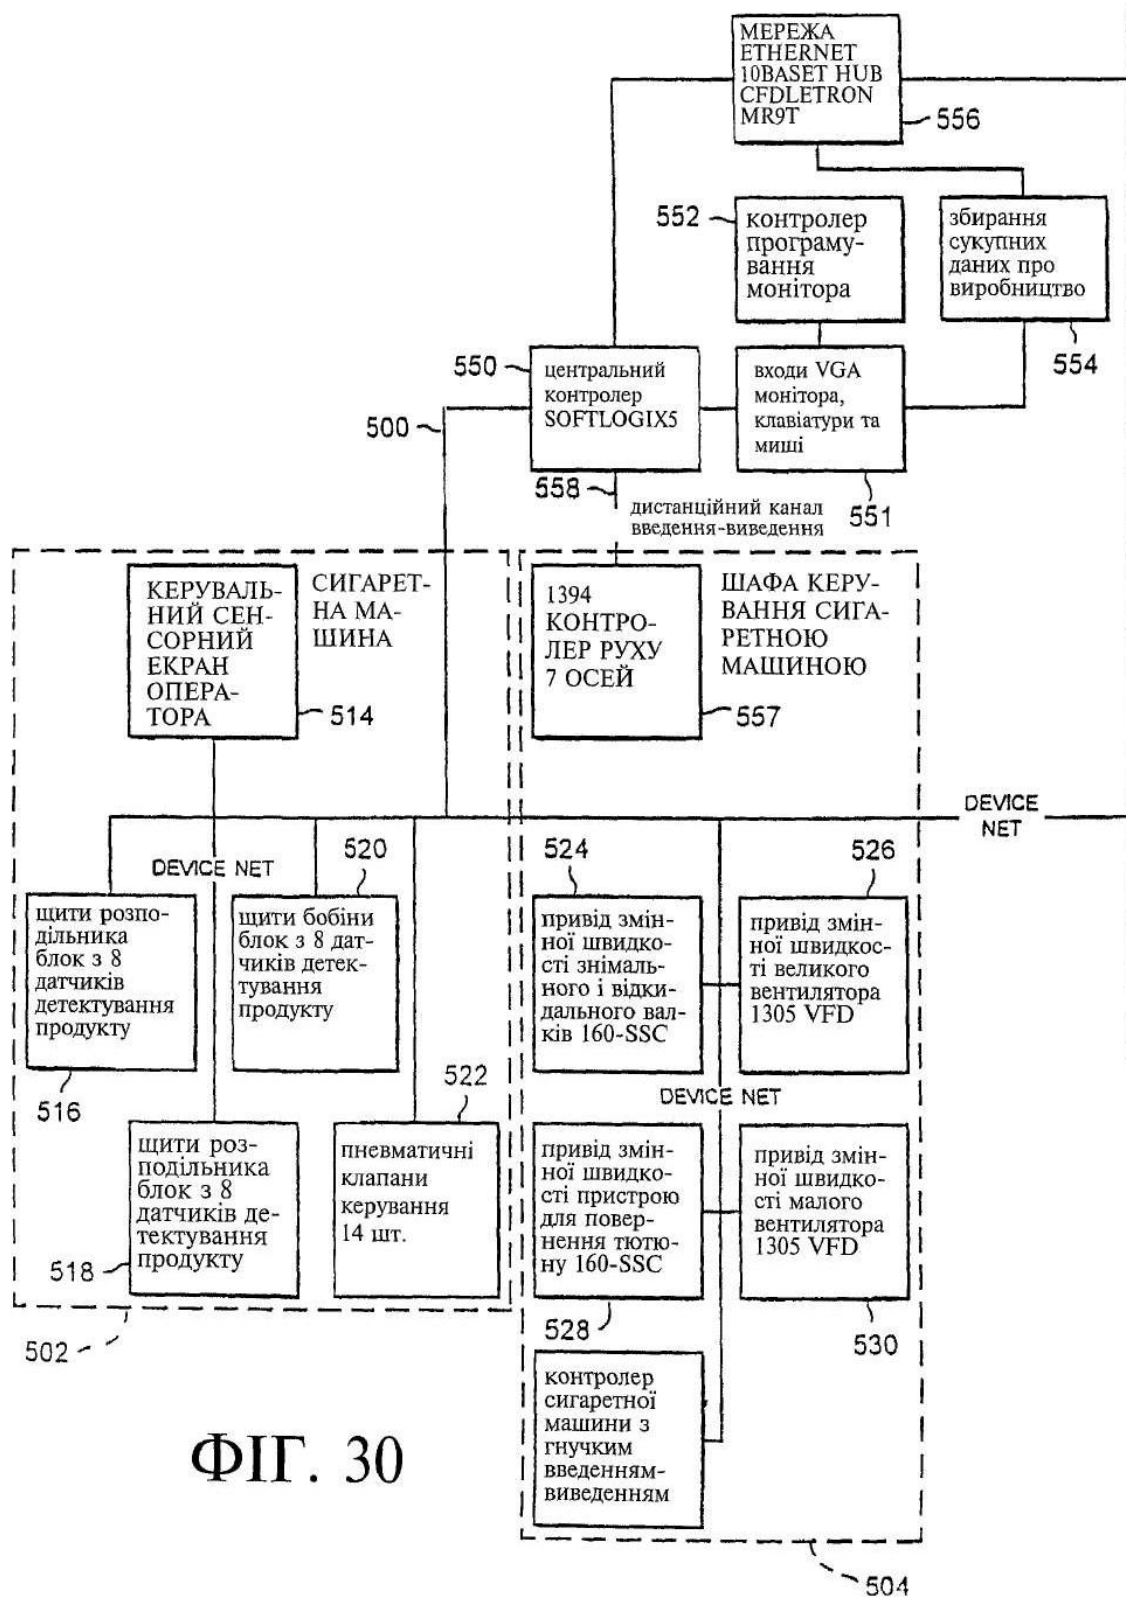 МЕРЕЖА
ETHERNET
10BASET HUB
CFDLETRON
MR9T
556
552
контролер
програму-
вання
монітора
збирання
сукупних
даних про
виробництво
554
550
центральний
контролер
SOFTLOGIX5
входи VGA
монітора,
клавіатури та
миші
551
500
558
дистанційний канал
введення-виведення
КЕРУВАЛЬ-
НИЙ СЕН-
СОРНИЙ
ЕКРАН
ОПЕРА-
ТОРА
514
СИГАРЕТ-
НА МА-
ШИНА
1394
КОНТРО-
ЛЕР РУХУ
7 ОСЕЙ
557
ШАФА КЕРУ-
ВАННЯ СИГА-
РЕТНОЮ
МАШИНОЮ
DEVICE
NET
DEVICE NET
520
щити розпо-
дільника
блок з 8
датчиків
детектування
продукту
516
щити бобіни
блок з 8 дат-
чиків детек-
тування
продукту
522
щити роз-
подільника
блок з 8
датчиків де-
тектування
продукту
518
пневматичні
клапани
керування
14 шт.
502
524
привід змін-
ної швидко-
сті знімаль-
ного і відки-
дального вал-
ків 160-SSC
526
привід змін-
ної швидкос-
ті великого
вентилятора
1305 VFD
DEVICE NET
привід змін-
ної швидко-
сті пристрою
для повер-
нення тютю-
ну 160-SSC
528
привід змін-
ної швидко-
сті малого
вентилятора
1305 VFD
530
контролер
сигаретної
машини з
гнучким
введенням-
виведенням
504
ФІГ. 30